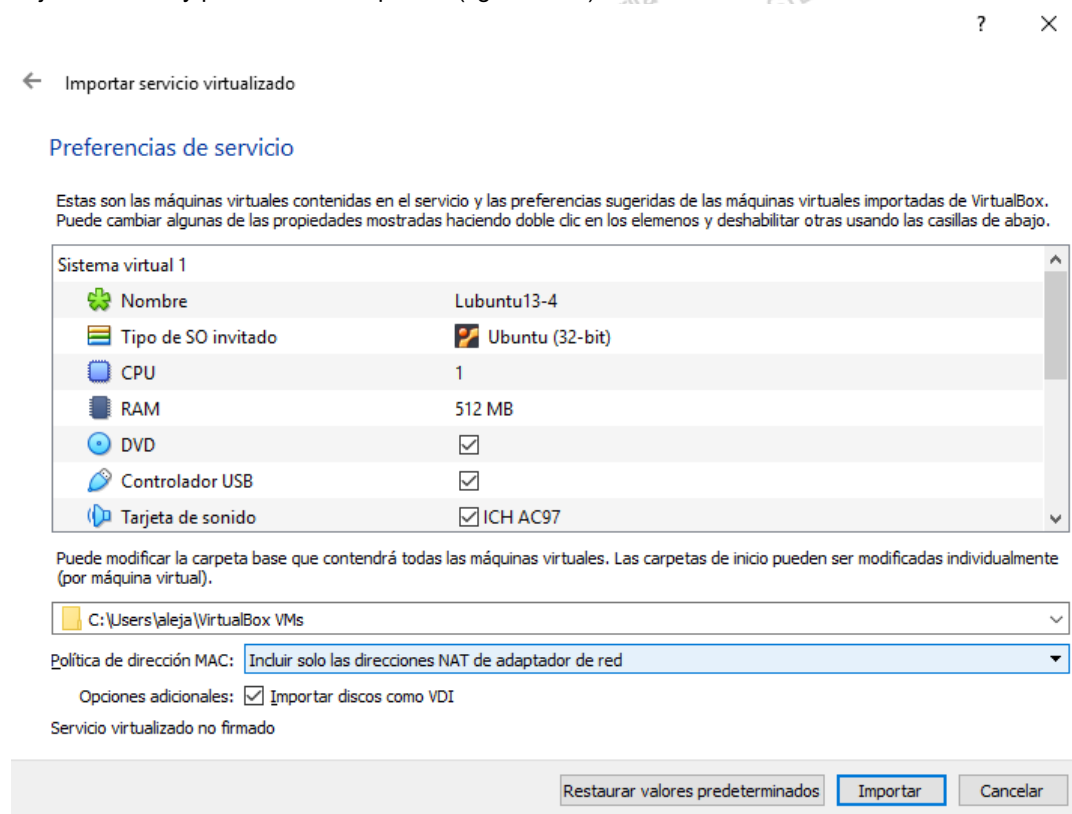 ?
Importar servicio virtualizado
Preferencias de servicio
Estas son las máquinas virtuales contenidas en el servicio y las preferencias sugeridas de las máquinas virtuales importadas de VirtualBox.
Puede cambiar algunas de las propiedades mostradas haciendo doble clic en los elemenos y deshabilitar otras usando las casillas de abajo.
Sistema virtual 1
Nombre Lubuntu13-4
Tipo de SO invitado Ubuntu (32-bit)
CPU 1
RAM 512 MB
DVD
Controlador USB
Tarjeta de sonido ICH AC97
Puede modificar la carpeta base que contendrá todas las máquinas virtuales. Las carpetas de inicio pueden ser modificadas individualmente
(por máquina virtual).
C:\Users\aleja\VirtualBox VMs
Política de dirección MAC: Incluir solo las direcciones NAT de adaptador de red
Opciones adicionales: Importar discos como VDI
Servicio virtualizado no firmado
Restaurar valores predeterminados Importar Cancelar